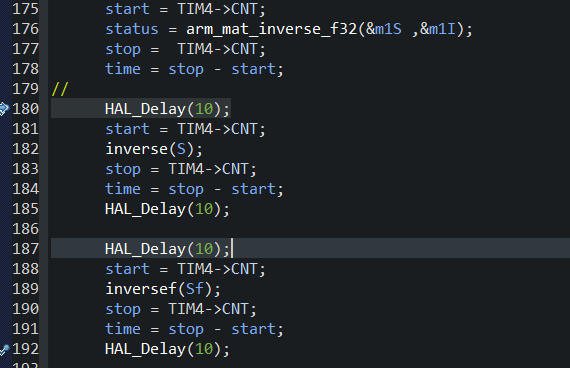 175 start = TIM4->CNT;
176 status = arm_mat_inverse_f32(&m1S ,&m1I);
177 stop =  TIM4->CNT;
178 time = stop - start;
179 //
180 HAL_Delay(10);
181 start = TIM4->CNT;
182 inverse(S);
183 stop = TIM4->CNT;
184 time = stop - start;
185 HAL_Delay(10);
186
187 HAL_Delay(10);
188 start = TIM4->CNT;
189 inversef(Sf);
190 stop = TIM4->CNT;
191 time = stop - start;
192 HAL_Delay(10);